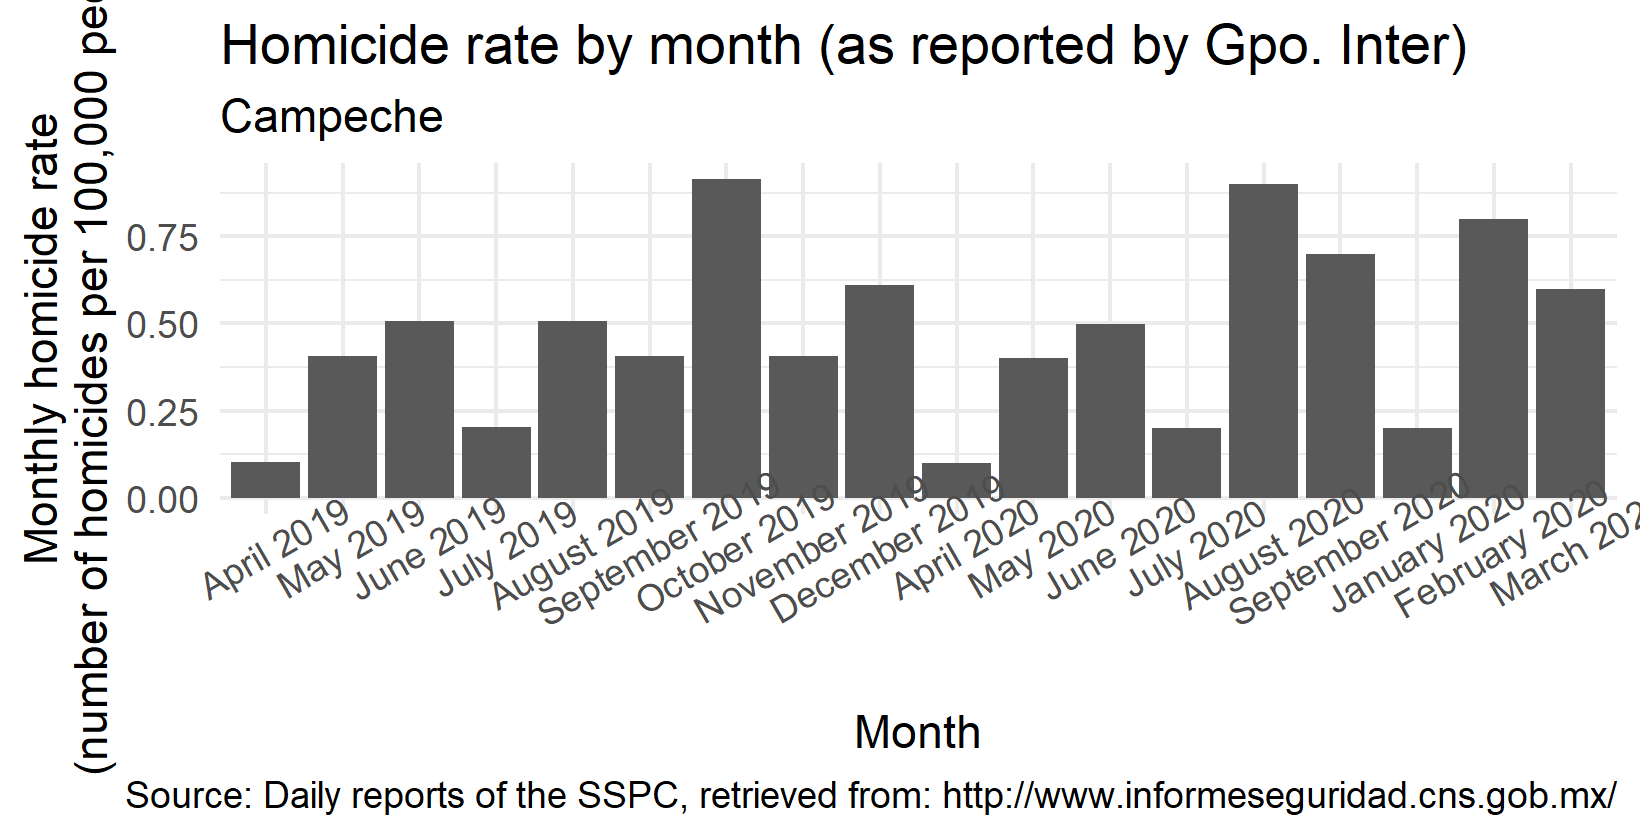 Homicide rate by month (as reported by Gpo. Inter)
Campeche
Monthly homicide rate
(number of homicides per 100,000
0.75
0.50
0.25
0.00
April 2019
May 2019
June 2019
July 2019
August 2019
September 2019
October 2019
November 2019
December 2019
April 2020
May 2020
June 2020
July 2020
August 2020
September 2020
January 2020
February 2020
March
Month
Source: Daily reports of the SSPC, retrieved from: http://www.informeseguridad.cns.gob.mx/